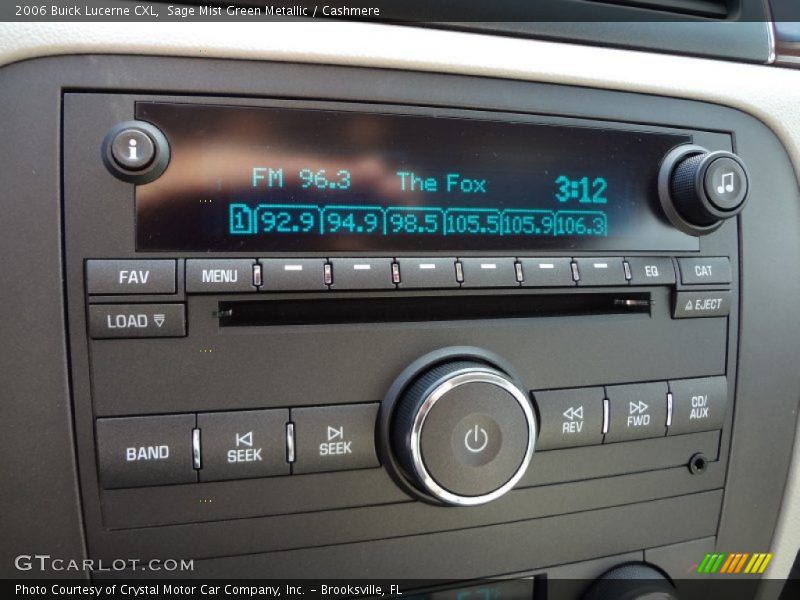 2006 Buick Lucerne CXL, Sage Mist Green Metallic / Cashmere
i
FM 96.3 The Fox 3:12
1 92.9 94.9 98.5 105.5 105.9 106.3
FAV MENU EQ CAT
LOAD EJECT
BAND SEEK SEEK REV FWD CD/AUX
GTCARLOT.COM
Photo Courtesy of Crystal Motor Car Company, Inc. - Brooksville, FL